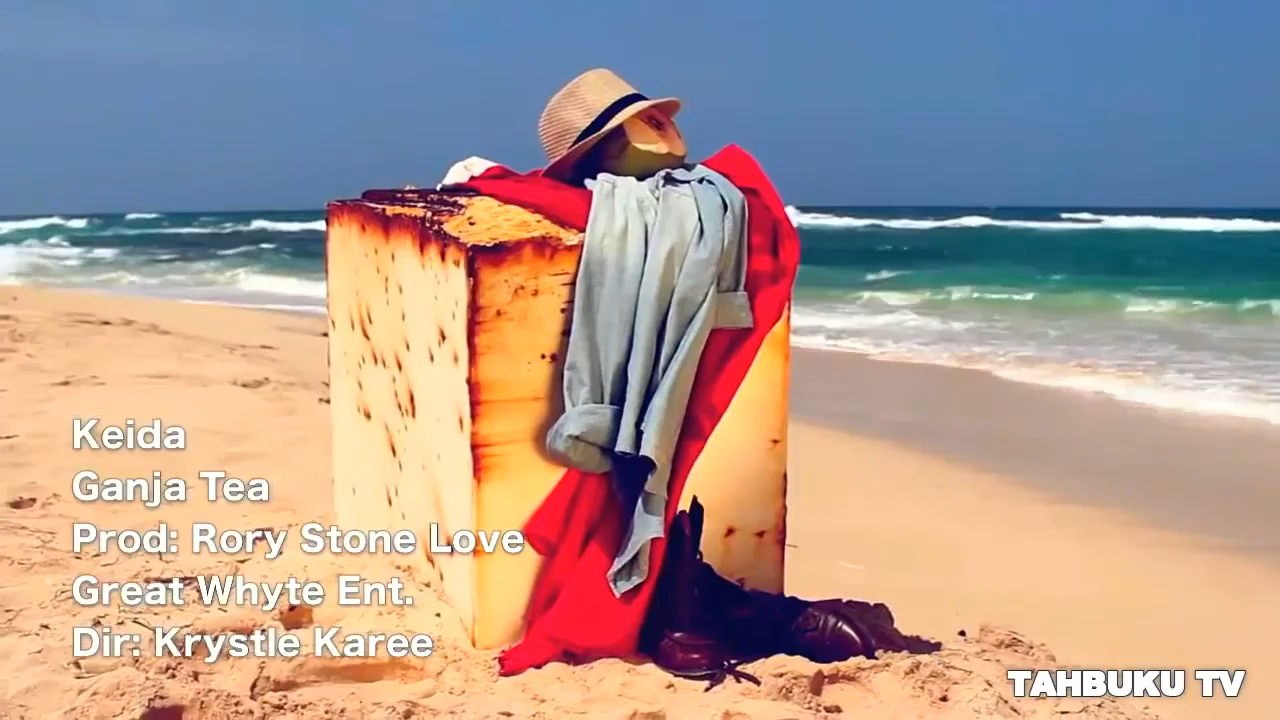 Keida
Ganja Tea
Prod: Rory Stone Love
Great Whyte Ent.
Dir: Krystle Karee
TAHBUKU TV